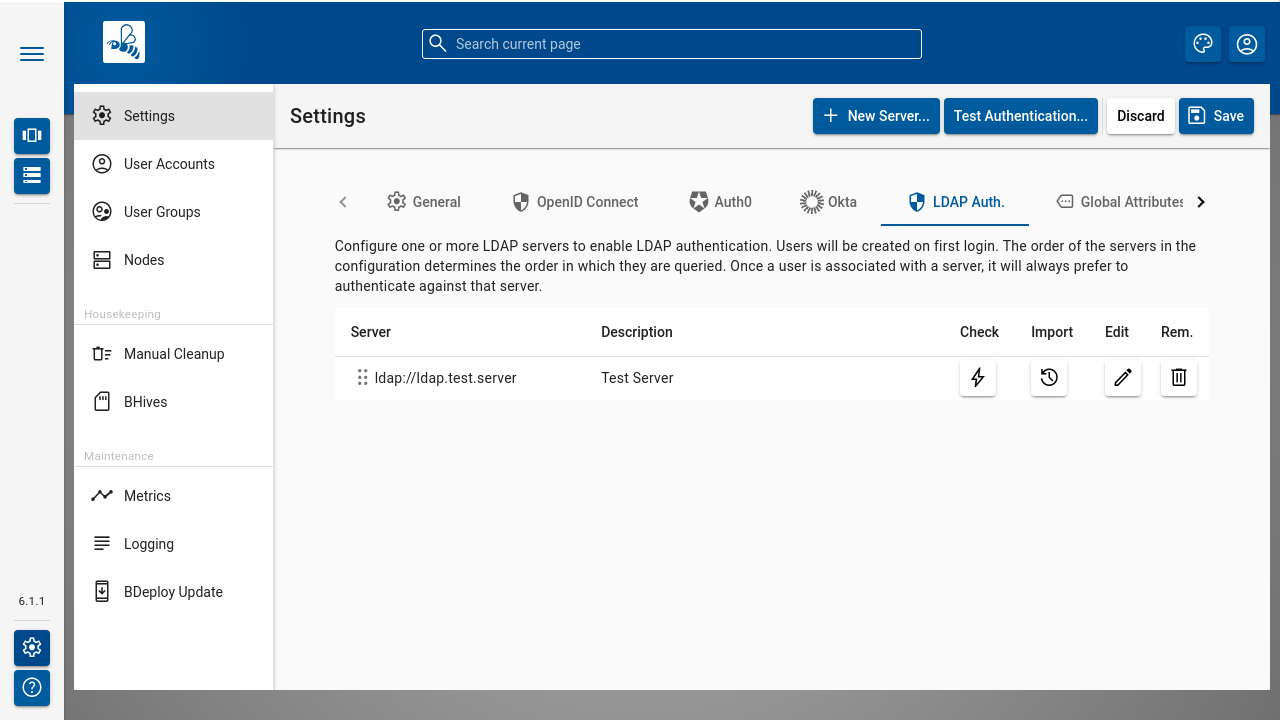 Search current page
Settings
User Accounts
User Groups
Nodes
Housekeeping
Manual Cleanup
BHives
Maintenance
Metrics
Logging
BDeploy Update
6.1.1
Settings
New Server...
Test Authentication...
Discard
Save
General
OpenID Connect
Auth0
Okta
LDAP Auth.
Global Attributes
Configure one or more LDAP servers to enable LDAP authentication. Users will be created on first login. The order of the servers in the
configuration determines the order in which they are queried. Once a user is associated with a server, it will always prefer to
authenticate against that server.
Server Description Check Import Edit Rem.
ldap://ldap.test.server Test Server